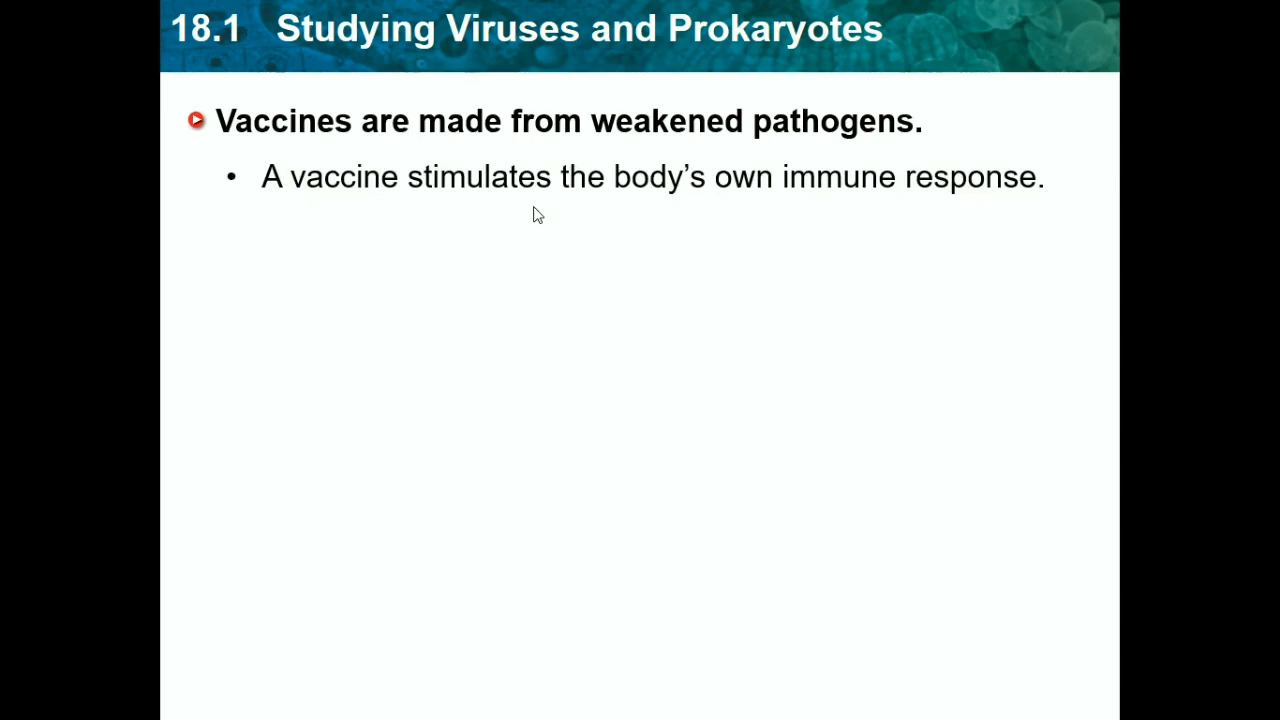 18.1 Studying Viruses and Prokaryotes
Vaccines are made from weakened pathogens.
• A vaccine stimulates the body’s own immune response.